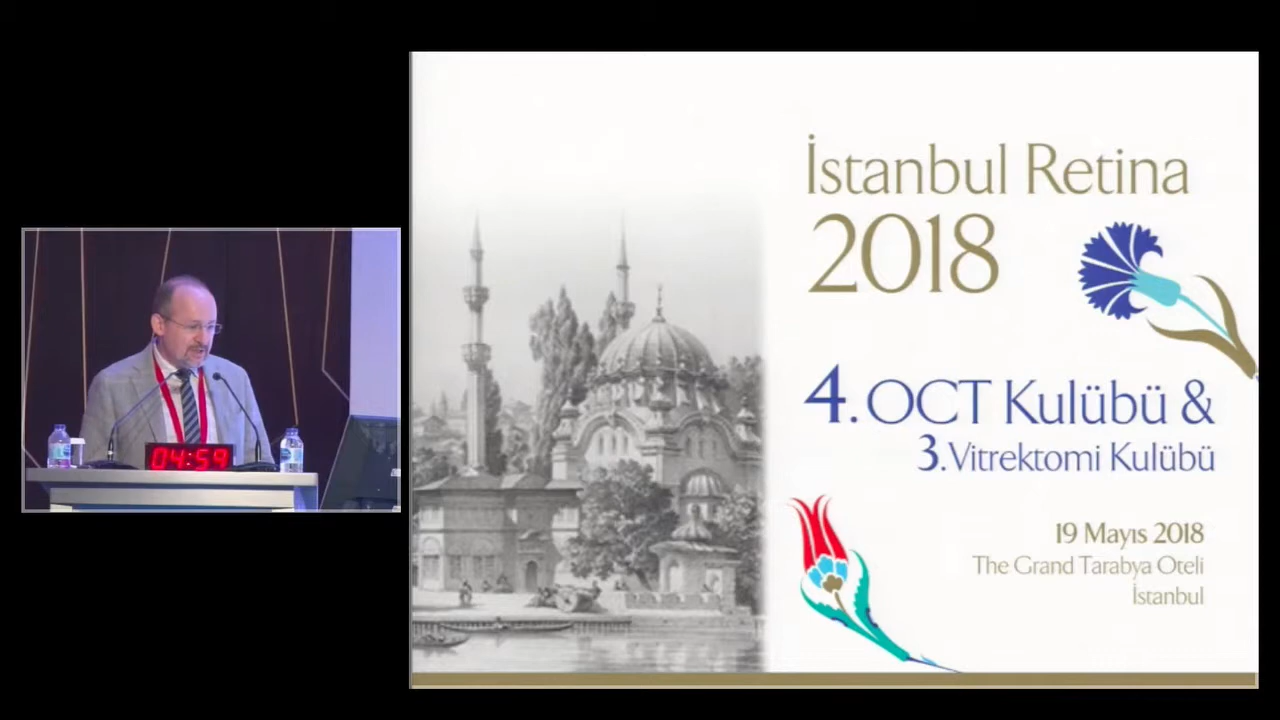 İstanbul Retina
2018
4.OCT Kulübü &
3.Vitrektomi Kulübü
19 Mayıs 2018
The Grand Tarabya Oteli
İstanbul
04:59